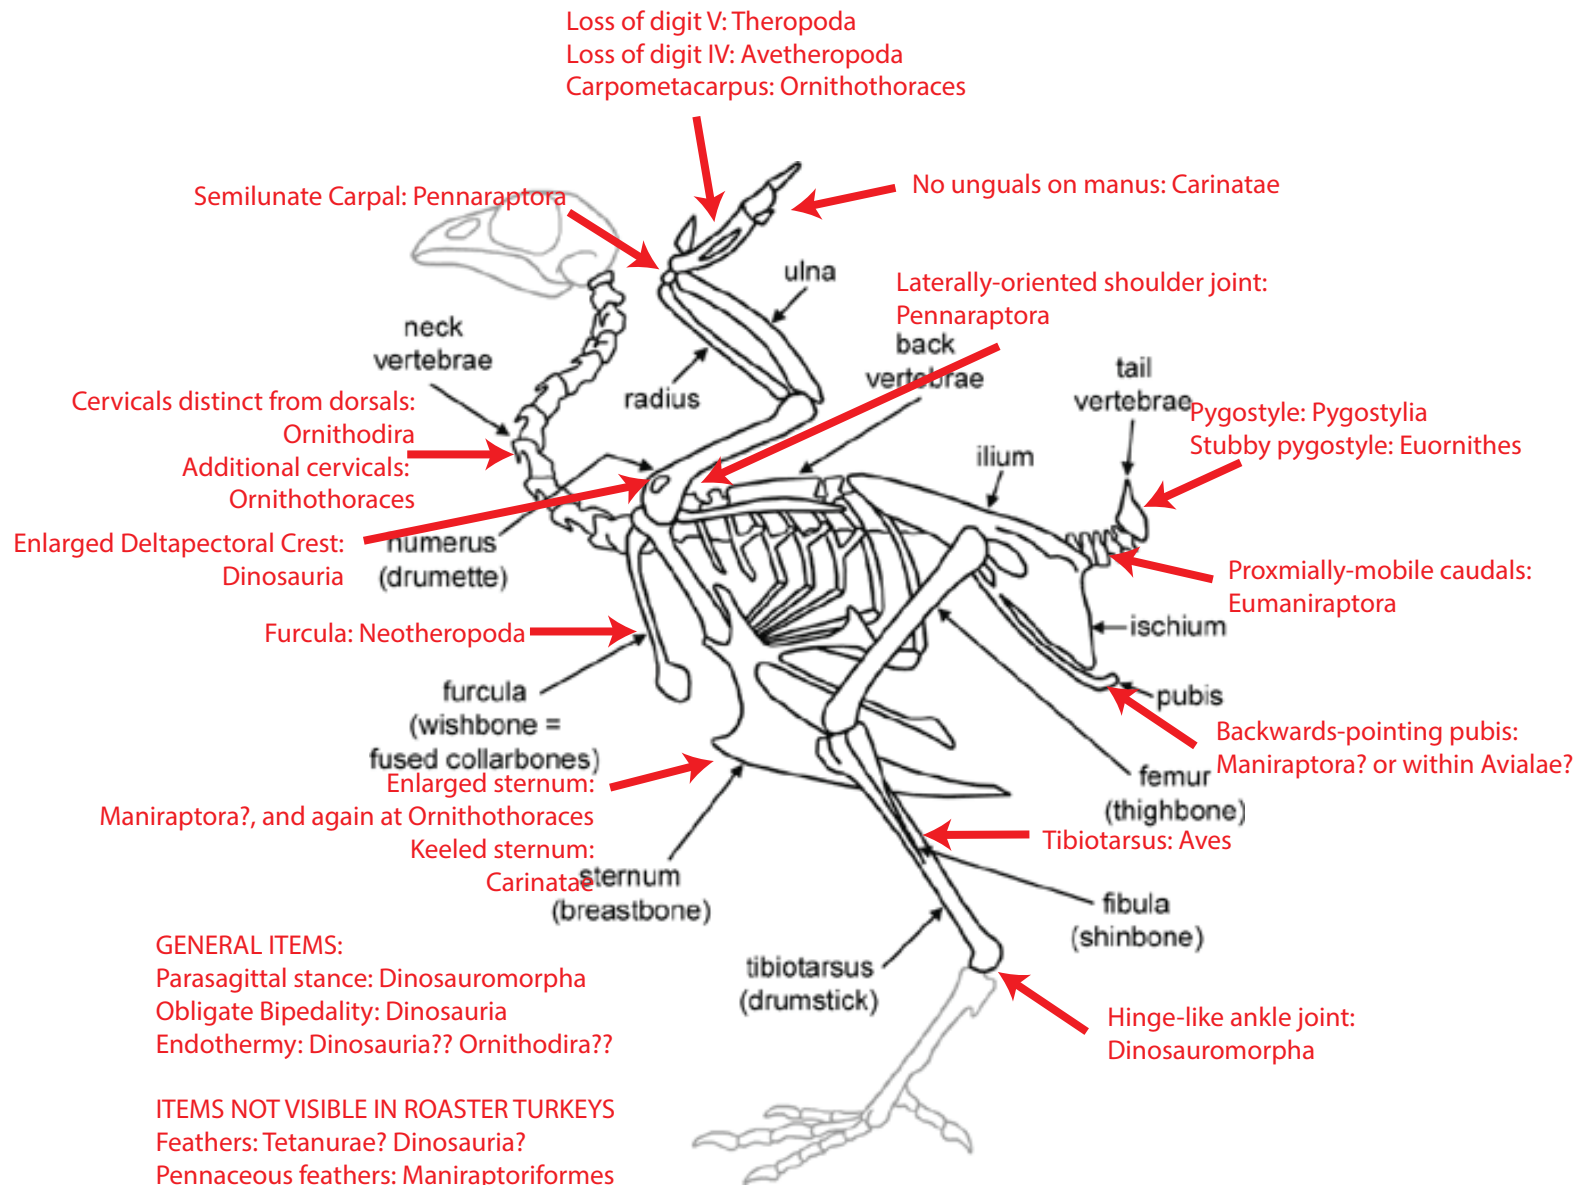 Loss of digit V: Theropoda
Loss of digit IV: Avetheropoda
Carpometacarpus: Ornithothoraces
Semilunate Carpal: Pennaraptora
No unguals on manus: Carinatae
ulna
Laterally-oriented shoulder joint:
Pennaraptora
neck
vertebrae
back
vertebrae
radius
tail
vertebrae
Cervicals distinct from dorsals:
Ornithodira
Additional cervicals:
Ornithothoraces
Pygostyle: Pygostylia
Stubby pygostyle: Euornithes
ilium
Enlarged Deltapectoral Crest:
Dinosauria
humerus
(drumette)
Proxmially-mobile caudals:
Eumaniraptora
Furcula: Neotheropoda
ischium
furcula
(wishbone =
fused collarbones)
pubis
Backwards-pointing pubis:
Maniraptora? or within Avialae?
Enlarged sternum:
Maniraptora?, and again at Ornithothoraces
Keeled sternum:
Carinatae
femur
(thighbone)
Tibiotarsus: Aves
sternum
(breastbone)
fibula
(shinbone)
GENERAL ITEMS:
Parasagittal stance: Dinosauromorpha
Obligate Bipedality: Dinosauria
Endothermy: Dinosauria?? Ornithodira??
tibiotarsus
(drumstick)
Hinge-like ankle joint:
Dinosauromorpha
ITEMS NOT VISIBLE IN ROASTER TURKEYS
Feathers: Tetanurae? Dinosauria?
Pennaceous feathers: Maniraptoriformes